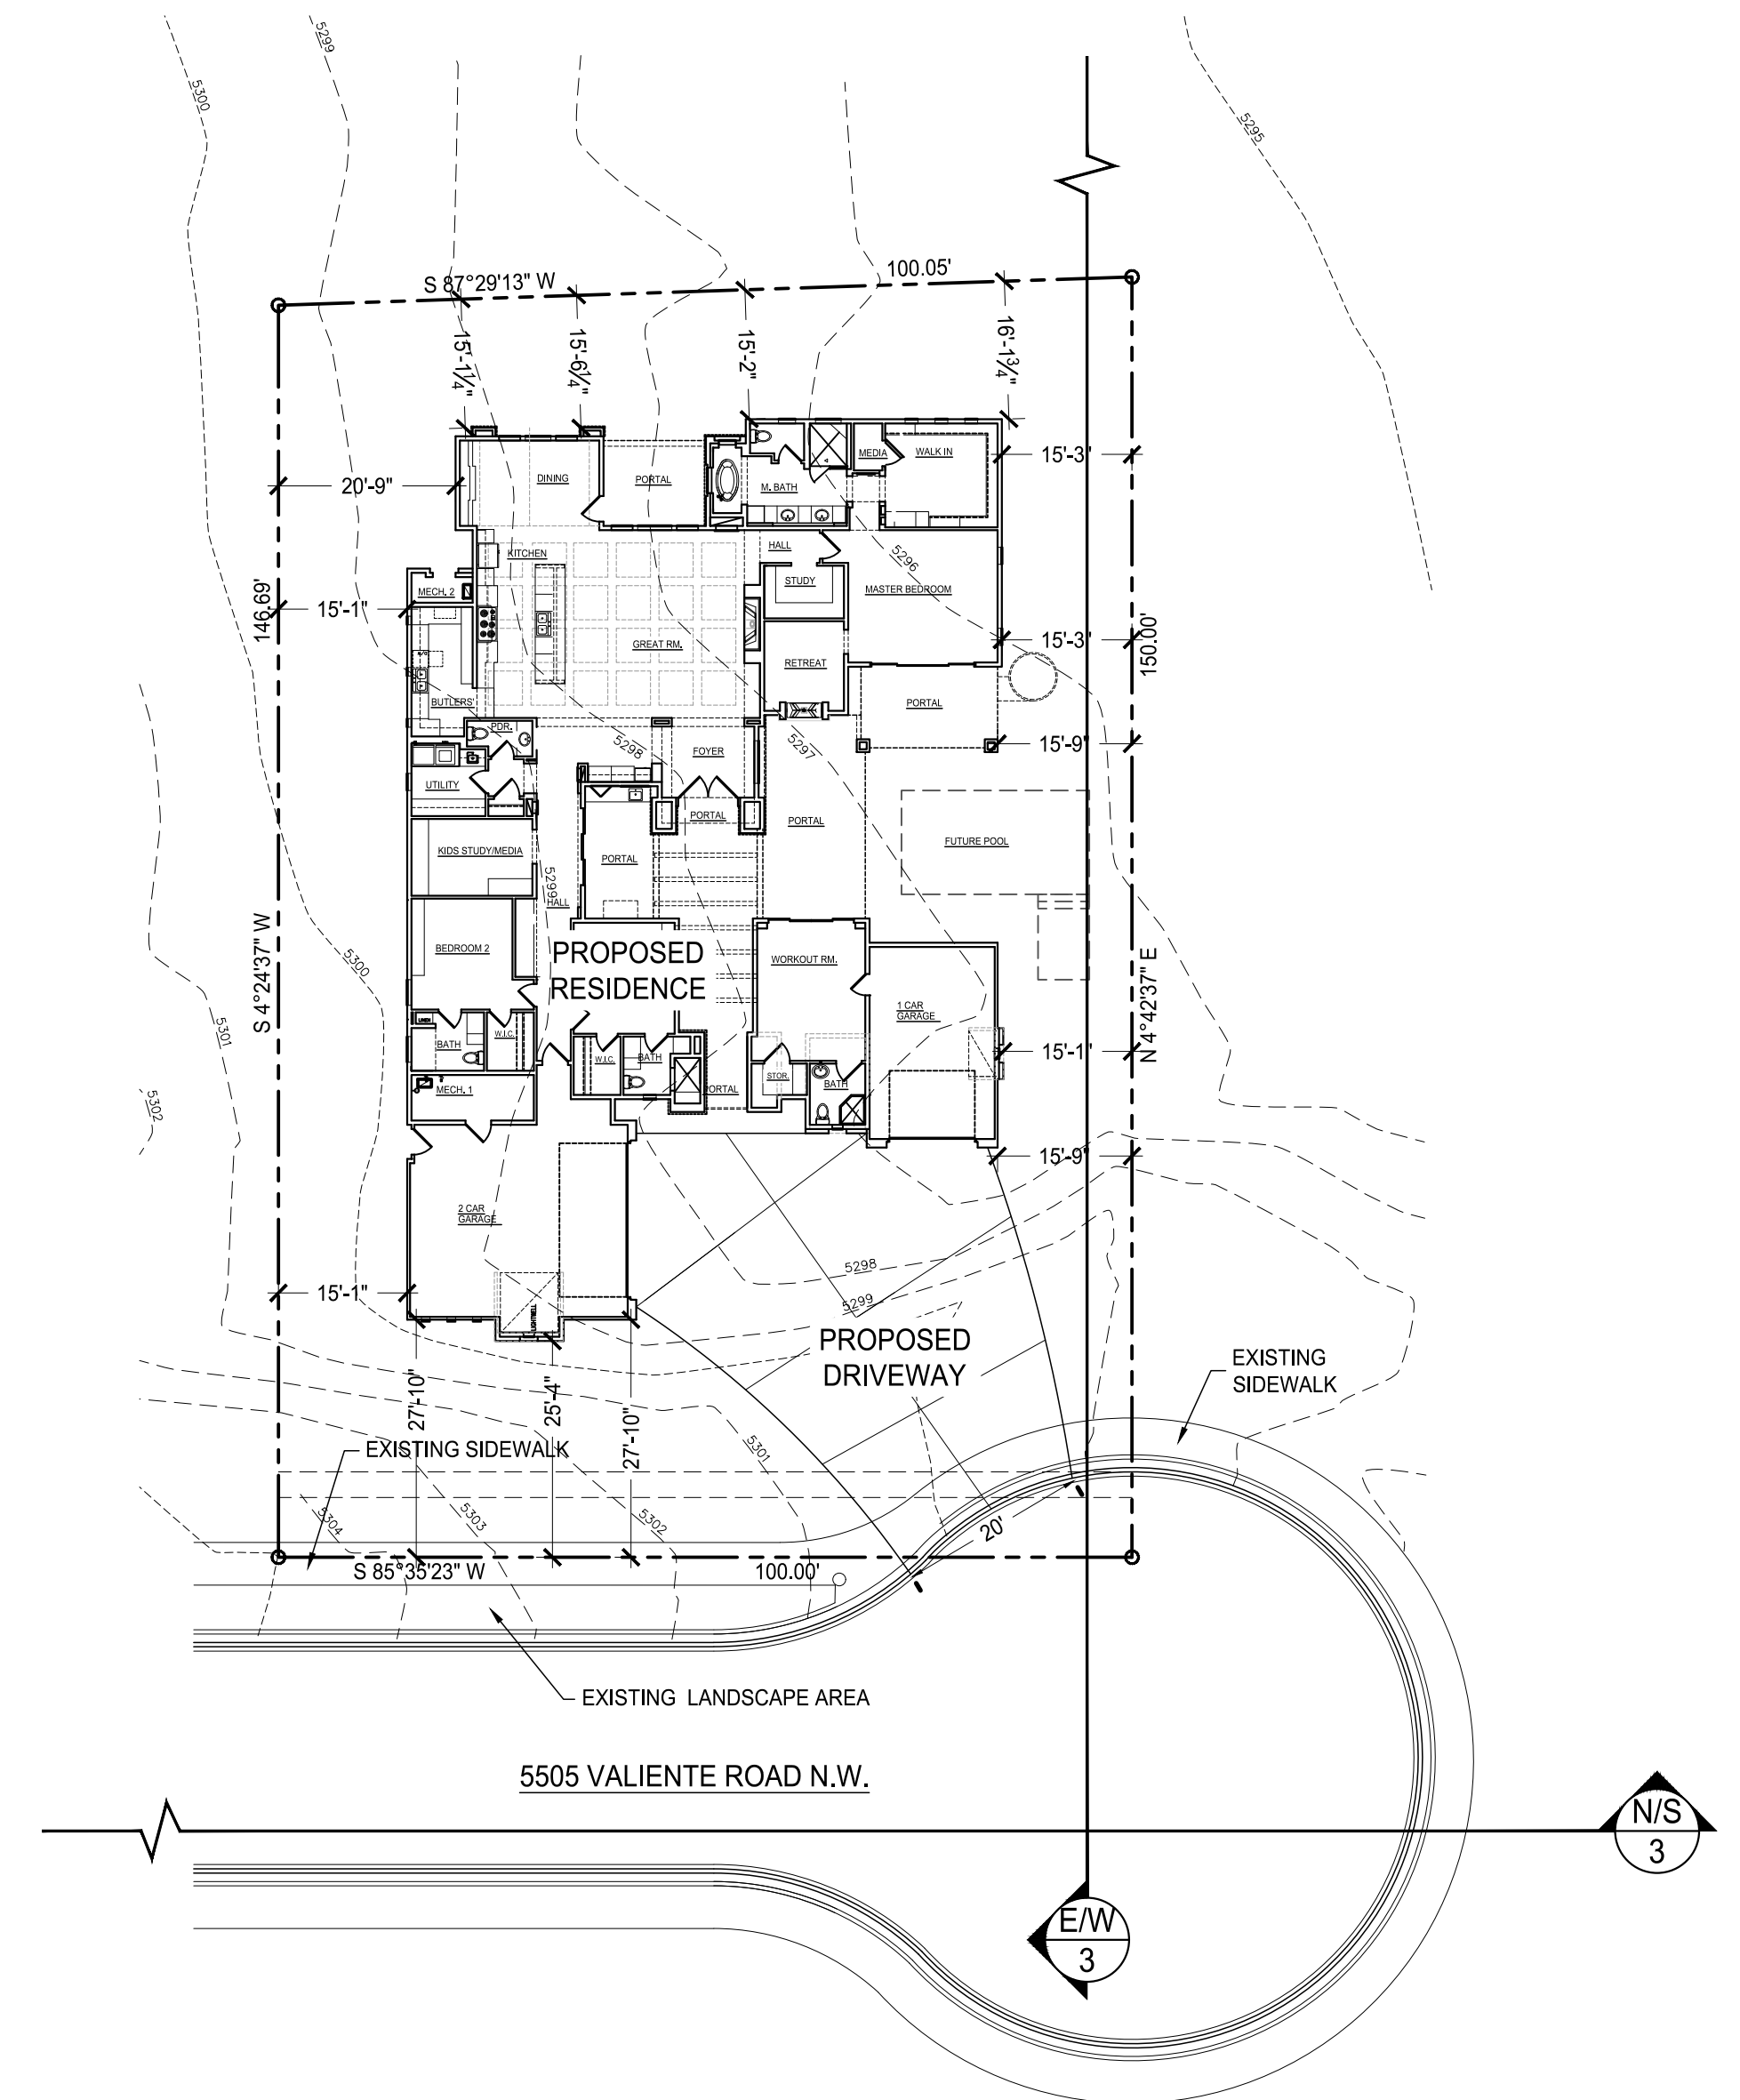 5299
5300
5295
S 87°29'13" W
100.05'
15'-1¼"
15'-6¼"
15'-2"
16'-1¾"
15'-3"
20'-9"
DINING
PORTAL
M. BATH
MEDIA
WALK IN
KITCHEN
HALL
5296
STUDY
MASTER BEDROOM
MECH. 2
146.69'
15'-1"
GREAT RM.
15'-3"
150.00'
RETREAT
BUTLERS'
PORTAL
PDR.
5298
FOYER
5297
15'-9"
UTILITY
PORTAL
PORTAL
FUTURE POOL
KIDS STUDY/MEDIA
PORTAL
5299
HALL
S 4°24'37" W
5300
BEDROOM 2
PROPOSED
RESIDENCE
WORKOUT RM.
N 4°42'37" E
1 CAR
GARAGE
5301
LINEN
BATH
W.I.C.
W.I.C.
BATH
15'-1"
STOR.
BATH
MECH. 1
PORTAL
5302
15'-9"
2 CAR
GARAGE
5298
15'-1"
5299
PROPOSED
DRIVEWAY
EXISTING
SIDEWALK
27'-10"
25'-4"
27'-10"
EXISTING SIDEWALK
5301
5304
5303
5302
20'
S 85°35'23" W
100.00'
EXISTING LANDSCAPE AREA
5505 VALIENTE ROAD N.W.
N/S
3
E/W
3